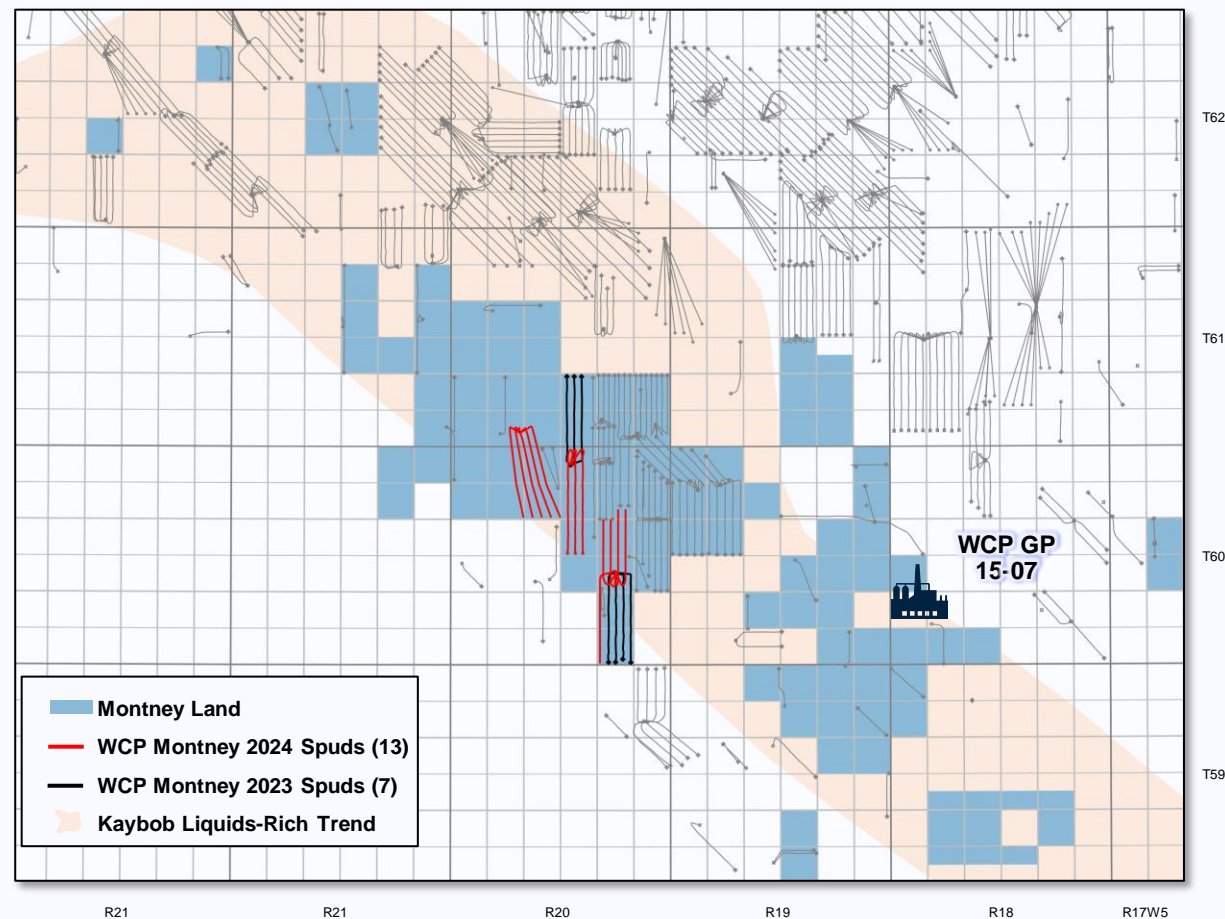 T62
T61
WCP GP
15-07
T60
Montney Land
WCP Montney 2024 Spuds (13)
WCP Montney 2023 Spuds (7)
Kaybob Liquids-Rich Trend
T59
R21
R21
R20
R19
R18
R17W5